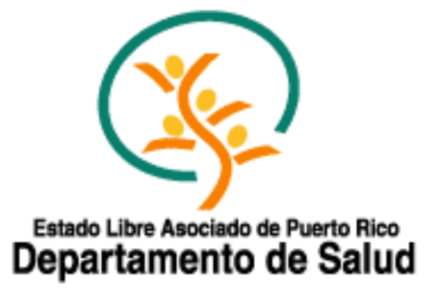 Estado Libre Asociado de Puerto Rico
Departamento de Salud